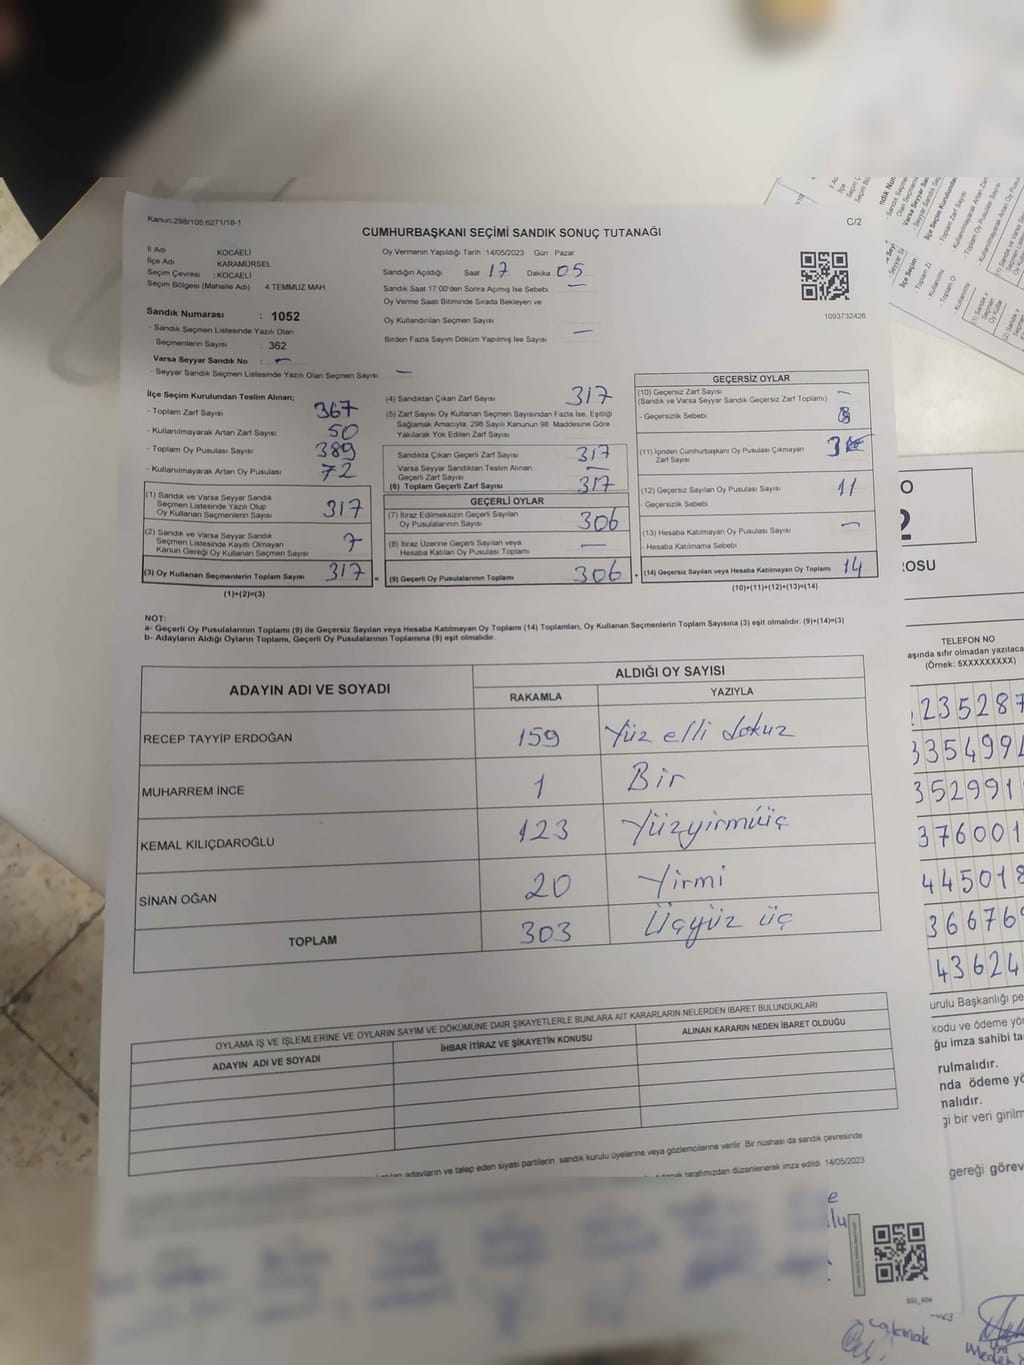 Kanun:298/105:6271/18-1
C/2
CUMHURBAŞKANI SEÇİMİ SANDIK SONUÇ TUTANAĞI
İl Adı KOCAELİ
İlçe Adı KARAMÜRSEL
Seçim Çevresi : KOCAELİ
Seçim Bölgesi (Mahalle Adı) 4 TEMMUZ MAH
Sandık Numarası : 1052
- Sandık Seçmen Listesinde Yazılı Olan
Seçmenlerin Sayısı : 362
Varsa Seyyar Sandık No : -
- Seyyar Sandık Seçmen Listesinde Yazılı Olan Seçmen Sayısı -
Oy Vermenin Yapıldığı Tarih 14/05/2023 Gün Pazar
Sandığın Açıldığı Saat 17 Dakika 05
Sandık Saat 17:00'den Sonra Açılmış İse Sebebi -
Oy Verme Saati Bitiminde Sırada Bekleyen ve
Oy Kullandırılan Seçmen Sayısı
Birden Fazla Sayım Döküm Yapılmış İse Sayısı -
1093732426
İlçe Seçim Kurulundan Teslim Alınan;
- Toplam Zarf Sayısı 367
- Kullanılmayarak Artan Zarf Sayısı 50
- Toplam Oy Pusulası Sayısı 389
- Kullanılmayarak Artan Oy Pusulası 72
(1) Sandık ve Varsa Seyyar Sandık
Seçmen Listesinde Yazılı Olup
Oy Kullanan Seçmenlerin Sayısı 317
(2) Sandık ve Varsa Seyyar Sandık
Seçmen Listesinde Kayıtlı Olmayan
Kanun Gereği Oy Kullanan Seçmen Sayısı
(3) Oy Kullanan Seçmenlerin Toplam Sayısı 317 =
(1)+(2)=(3)
(4) Sandıktan Çıkan Zarf Sayısı 317
(5) Zarf Sayısı Oy Kullanan Seçmen Sayısından Fazla İse, Eşitliği
Sağlamak Amacıyla, 298 Sayılı Kanunun 98. Maddesine Göre
Yakılarak Yok Edilen Zarf Sayısı
Sandıkta Çıkan Geçerli Zarf Sayısı 317
Varsa Seyyar Sandıktan Teslim Alınan
Geçerli Zarf Sayısı -
(6) Toplam Geçerli Zarf Sayısı 317
GEÇERLİ OYLAR
(7) İtiraz Edilmeksizin Geçerli Sayılan
Oy Pusulalarının Sayısı 306
(8) İtiraz Üzerine Geçerli Sayılan veya
Hesaba Katılan Oy Pusulası Toplamı -
(9) Geçerli Oy Pusulalarının Toplamı 306 +
GEÇERSİZ OYLAR
(10) Geçersiz Zarf Sayısı -
(Sandık ve Varsa Seyyar Sandık Geçersiz Zarf Toplamı)
- Geçersizlik Sebebi
(11) İçinden Cumhurbaşkanı Oy Pusulası Çıkmayan
Zarf Sayısı 3
(12) Geçersiz Sayılan Oy Pusulası Sayısı 11
- Geçersizlik Sebebi
(13) Hesaba Katılmayan Oy Pusulası Sayısı -
- Hesaba Katılmama Sebebi
(14) Geçersiz Sayılan veya Hesaba Katılmayan Oy Toplamı 14
(10)+(11)+(12)+(13)=(14)
NOT:
a- Geçerli Oy Pusulalarının Toplamı (9) ile Geçersiz Sayılan veya Hesaba Katılmayan Oy Toplamı (14) Toplamları, Oy Kullanan Seçmenlerin Toplam Sayısına (3) eşit olmalıdır. (9)+(14)=(3)
b- Adayların Aldığı Oyların Toplamı, Geçerli Oy Pusulalarının Toplamına (9) eşit olmalıdır.
ADAYIN ADI VE SOYADI
ALDIĞI OY SAYISI
RAKAMLA YAZIYLA
RECEP TAYYİP ERDOĞAN 159 Yüz elli dokuz
MUHARREM İNCE 1 Bir
KEMAL KILIÇDAROĞLU 123 Yüzyirmiüç
SİNAN OĞAN 20 Yirmi
TOPLAM 303 Üçyüz üç
OYLAMA İŞ VE İŞLEMLERİNE VE OYLARIN SAYIM VE DÖKÜMÜNE DAİR ŞİKAYETLERLE BUNLARA AİT KARARLARIN NELERDEN İBARET BULUNDUKLARI
ADAYIN ADI VE SOYADI İHBAR İTİRAZ VE ŞİKAYETİN KONUSU ALINAN KARARIN NEDEN İBARET OLDUĞU
adayların ve talep eden siyasi partilerin sandık kurulu üyelerine veya gözlemcilerine verilir. Bir nüshası da sandık çevresinde
tarafımızdan düzenlenerek imza edildi. 14/05/2023
O
2
OSU
TELEFON NO
aşında sıfır olmadan yazılaca
(Örnek: 5XXXXXXXXX)
235287
335499
352991
376001
445018
36676
43624
urulu Başkanlığı pe
kodu ve ödeme yö
ğu imza sahibi ta
rulmalıdır.
nda ödeme yö
malıdır.
gi bir veri girilm
gereği görev